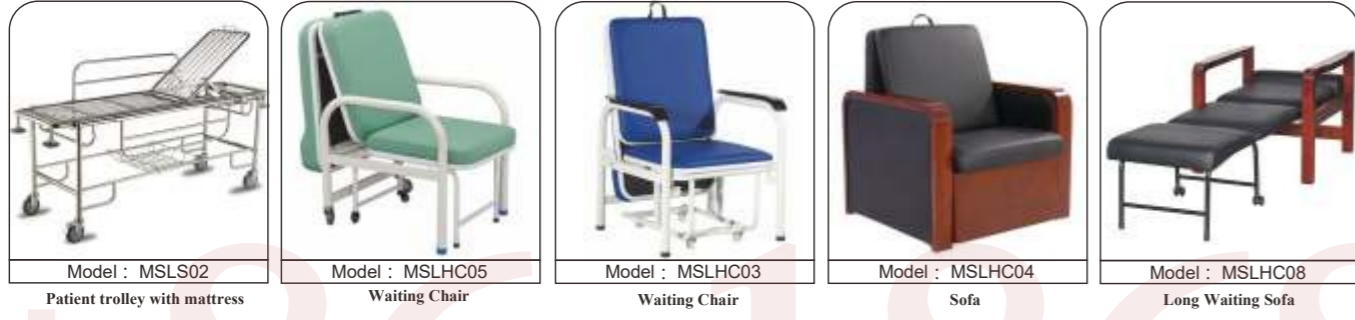 Model : MSLS02
Patient trolley with mattress
Model : MSLHC05
Waiting Chair
Model : MSLHC03
Waiting Chair
Model : MSLHC04
Sofa
Model : MSLHC08
Long Waiting Sofa